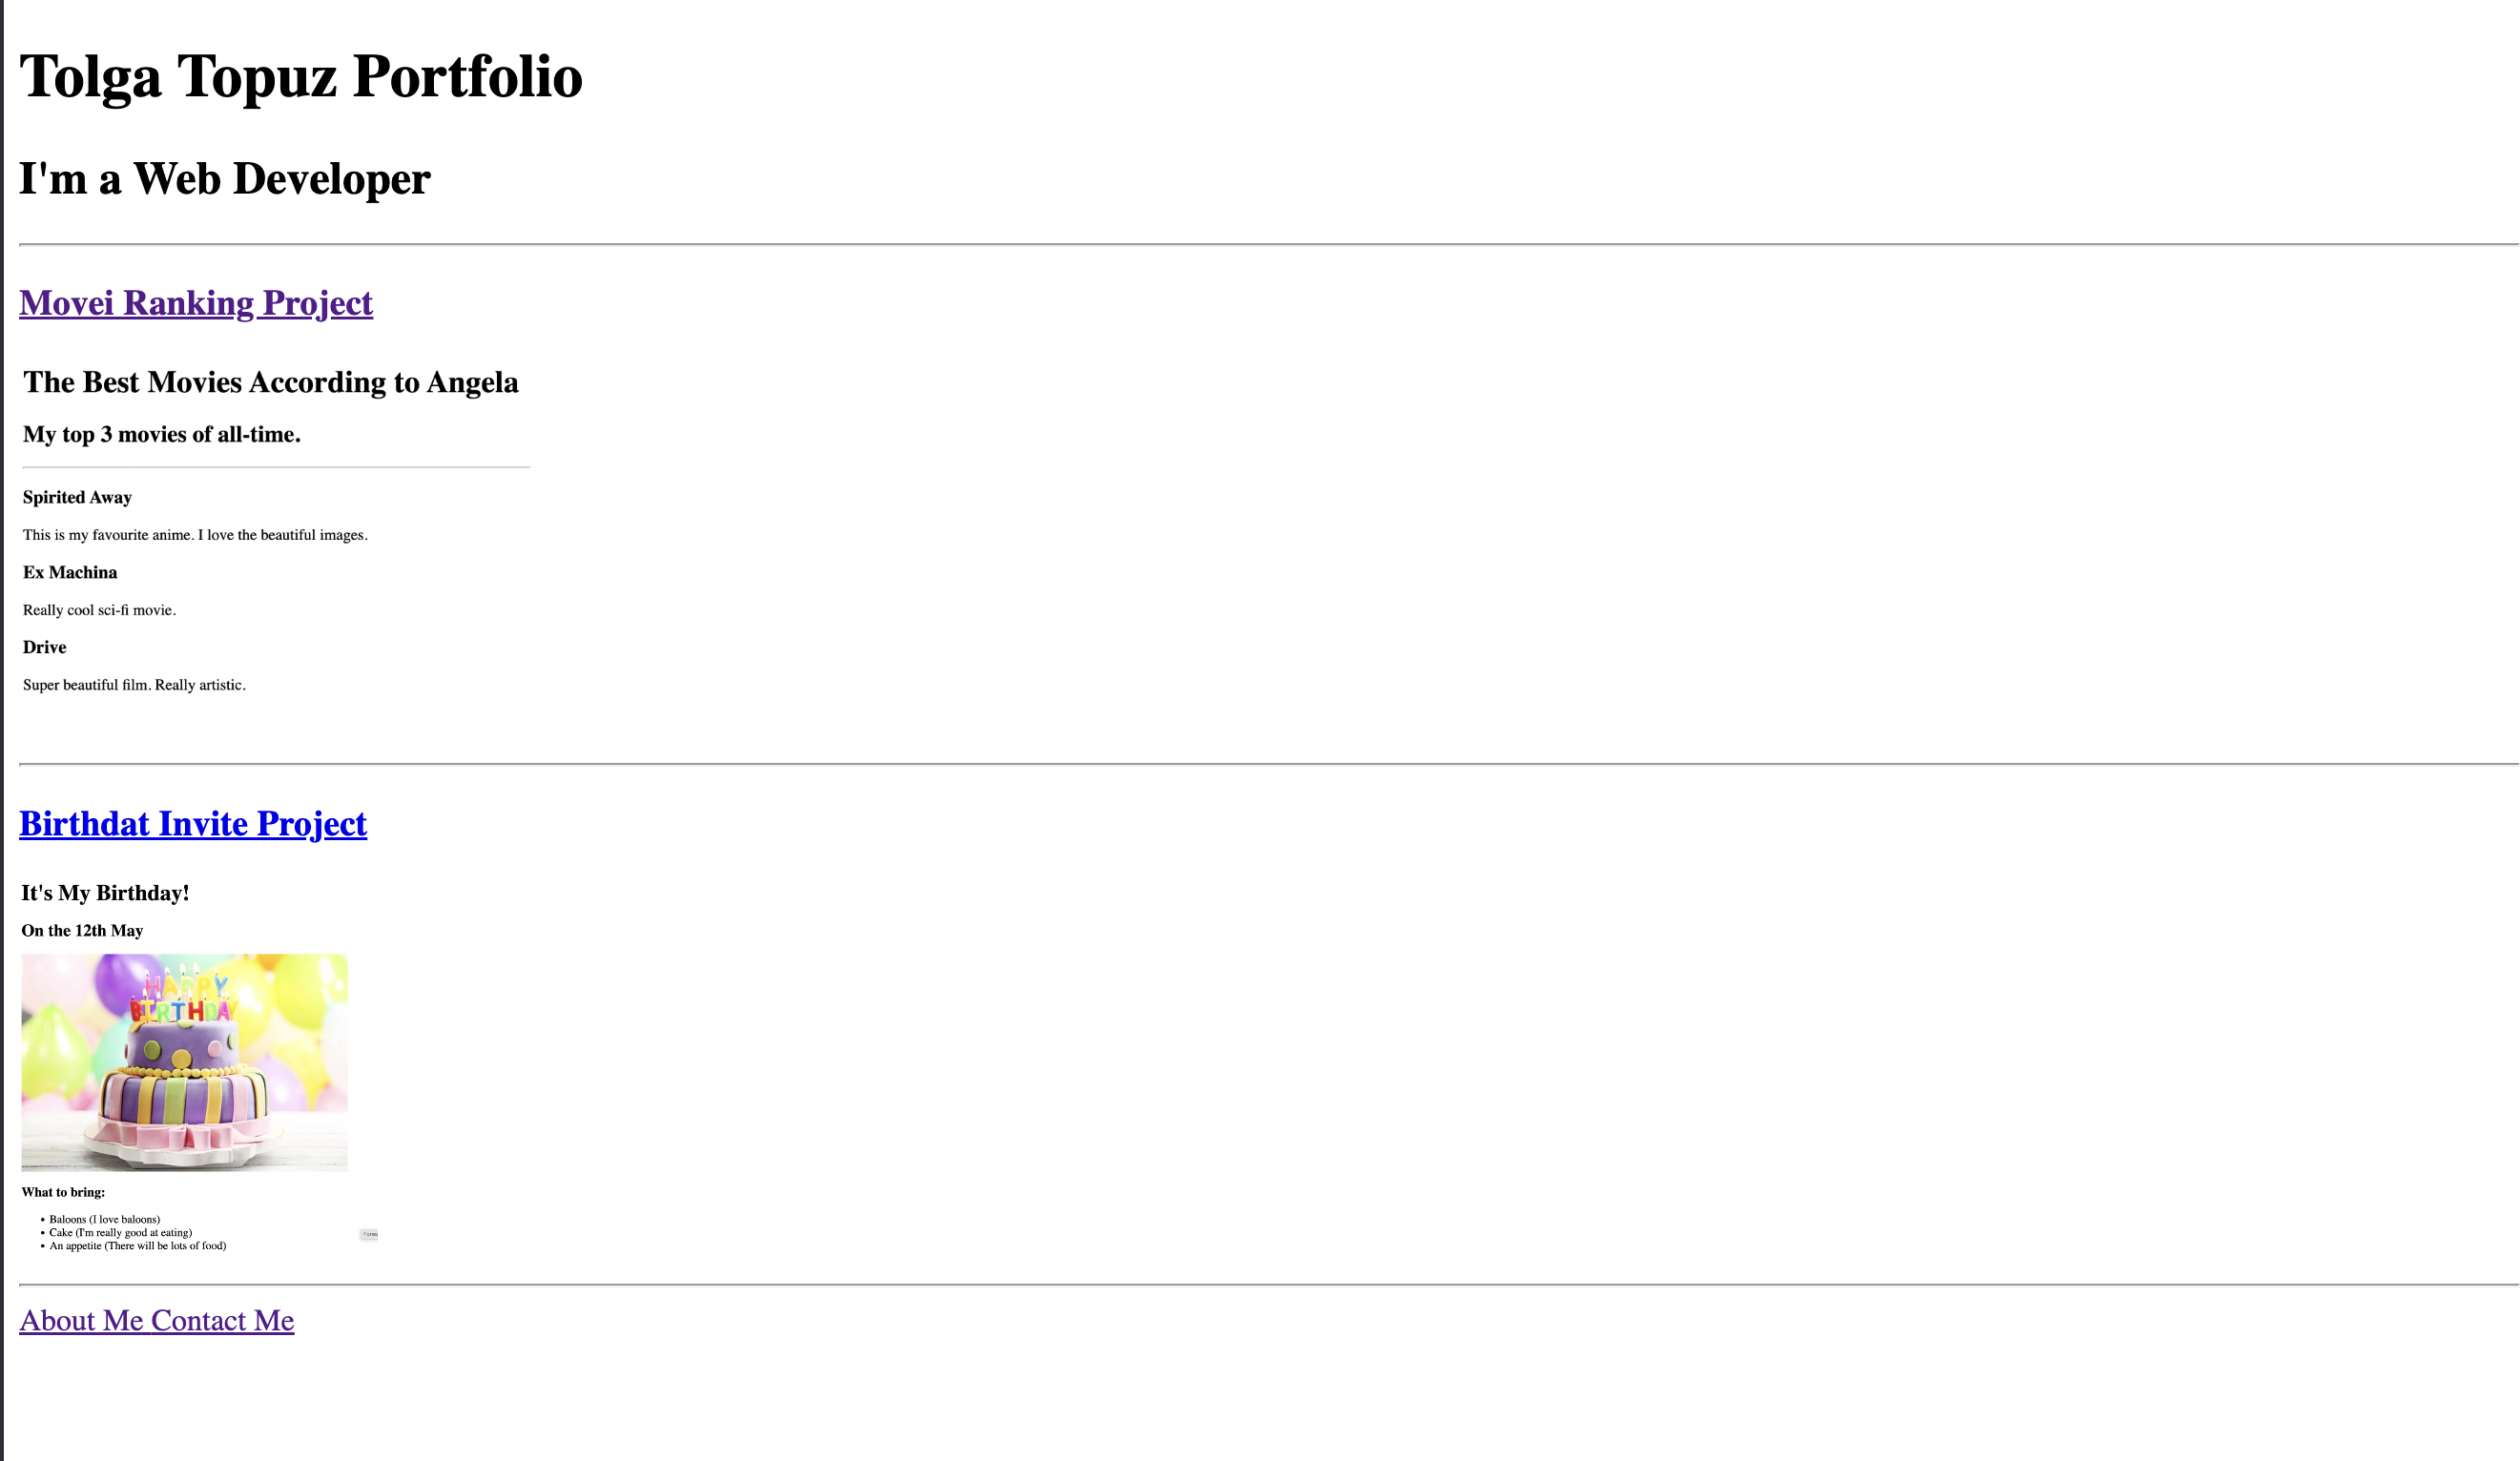 Tolga Topuz Portfolio
I'm a Web Developer
Movei Ranking Project
The Best Movies According to Angela
My top 3 movies of all-time.
Spirited Away
This is my favourite anime. I love the beautiful images.
Ex Machina
Really cool sci-fi movie.
Drive
Super beautiful film. Really artistic.
Birthdat Invite Project
It's My Birthday!
On the 12th May
HAPPY
BIRTHDAY
What to bring:
• Baloons (I love baloons)
• Cake (I'm really good at eating)
• An appetite (There will be lots of food)
About Me Contact Me